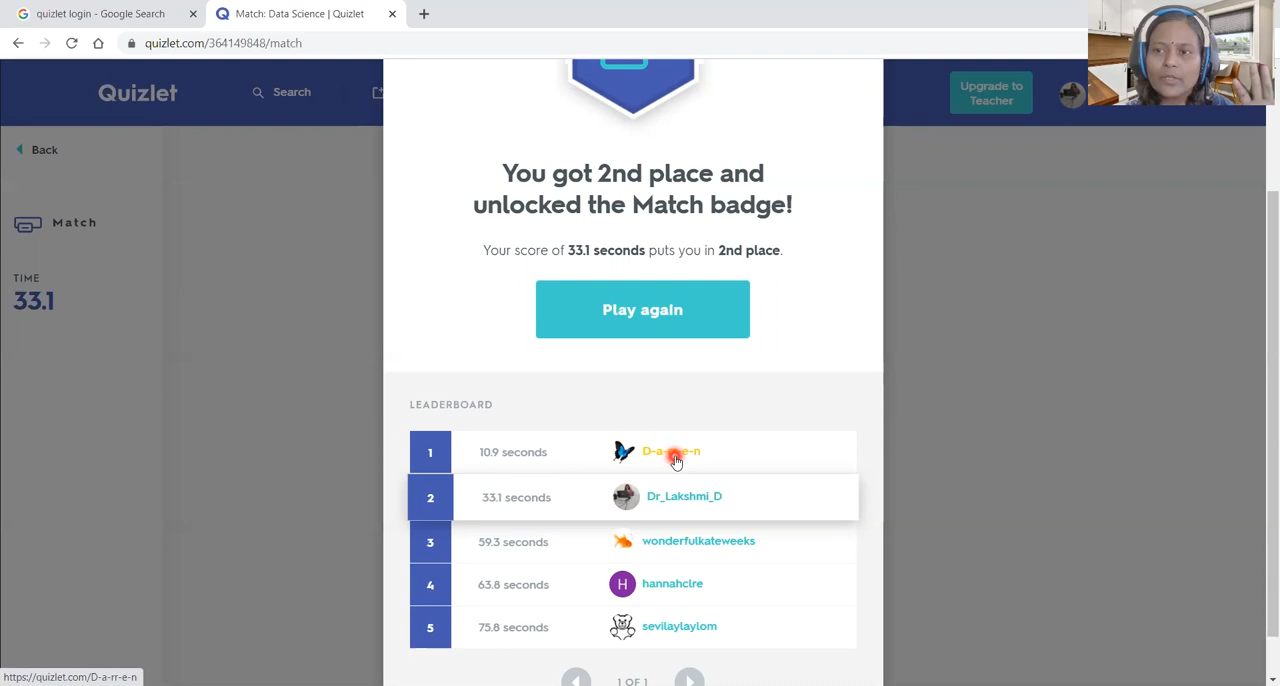 quizlet login - Google Search
Match: Data Science | Quizlet
quizlet.com/364149848/match
Quizlet
Search
Upgrade to
Teacher
Back
Match
TIME
33.1
You got 2nd place and
unlocked the Match badge!
Your score of 33.1 seconds puts you in 2nd place.
Play again
LEADERBOARD
1 10.9 seconds D-a-rr-e-n
2 33.1 seconds Dr_Lakshmi_D
3 59.3 seconds wonderfulkateweeks
4 63.8 seconds H hannahclre
5 75.8 seconds sevilaylaylom
1 OF 1
https://quizlet.com/D-a-rr-e-n